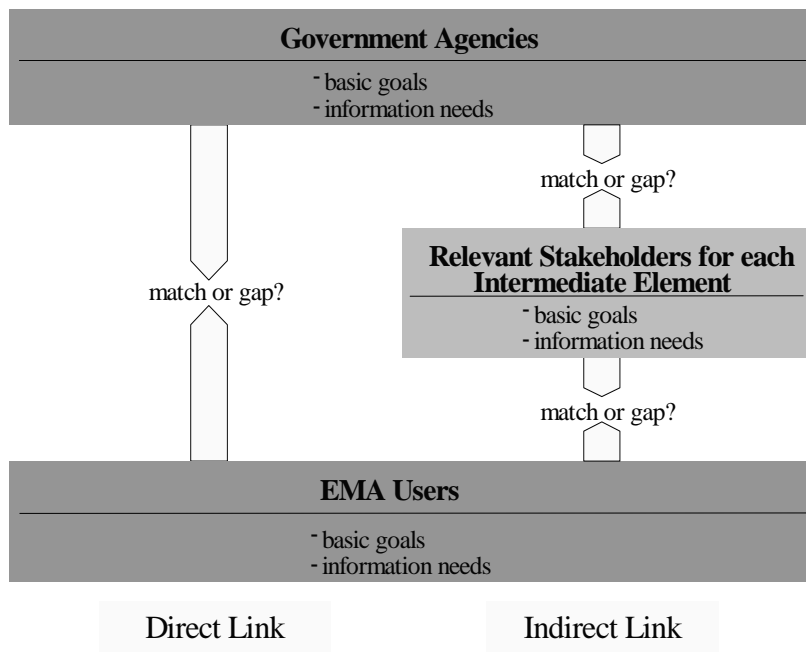 Government Agencies
- basic goals
- information needs
match or gap?
Relevant Stakeholders for each
Intermediate Element
- basic goals
- information needs
match or gap?
match or gap?
EMA Users
- basic goals
- information needs
Direct Link
Indirect Link